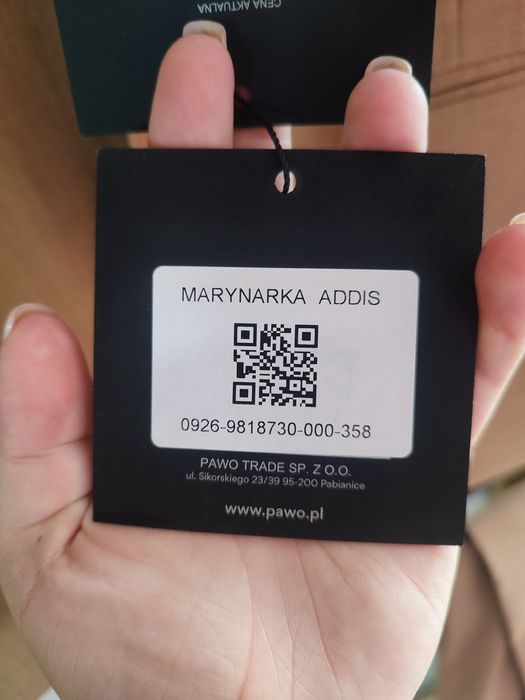 CENA AKTUALNA
MARYNARKA ADDIS
0926-9818730-000-358
PAWO TRADE SP. Z O.O.
ul. Sikorskiego 23/39 95-200 Pabianice
www.pawo.pl